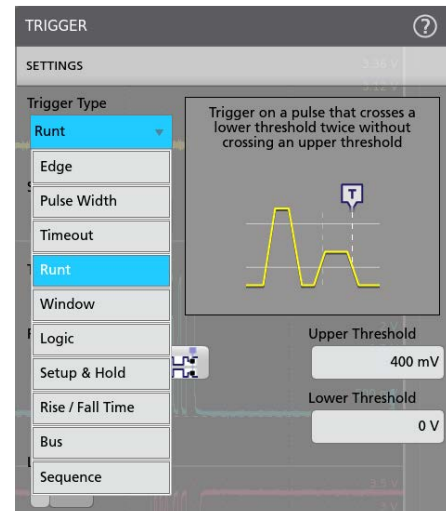 TRIGGER
?
SETTINGS
Trigger Type
Runt
Trigger on a pulse that crosses a
lower threshold twice without
crossing an upper threshold
T
Edge
Pulse Width
Timeout
Runt
Window
Logic
Setup & Hold
Rise / Fall Time
Bus
Sequence
Upper Threshold
400 mV
Lower Threshold
0 V